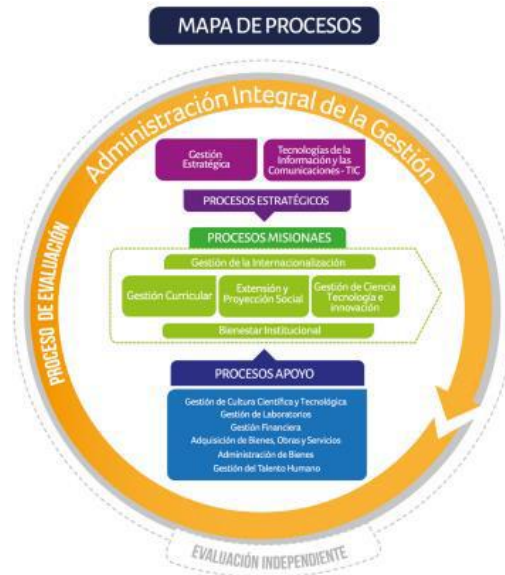 MAPA DE PROCESOS
Administración Integral de la Gestión
PROCESO DE EVALUACIÓN
Gestión
Estratégica
Tecnologías de la
Información y las
Comunicaciones - TIC
PROCESOS ESTRATÉGICOS
PROCESOS MISIONAES
Gestión de la Internacionalización
Gestión Curricular
Extensión y
Proyección Social
Gestión de Ciencia
Tecnología e
innovación
Bienestar Institucional
PROCESOS APOYO
Gestión de Cultura Científica y Tecnológica
Gestión de Laboratorios
Gestión Financiera
Adquisición de Bienes, Obras y Servicios
Administración de Bienes
Gestión del Talento Humano
EVALUACIÓN INDEPENDIENTE